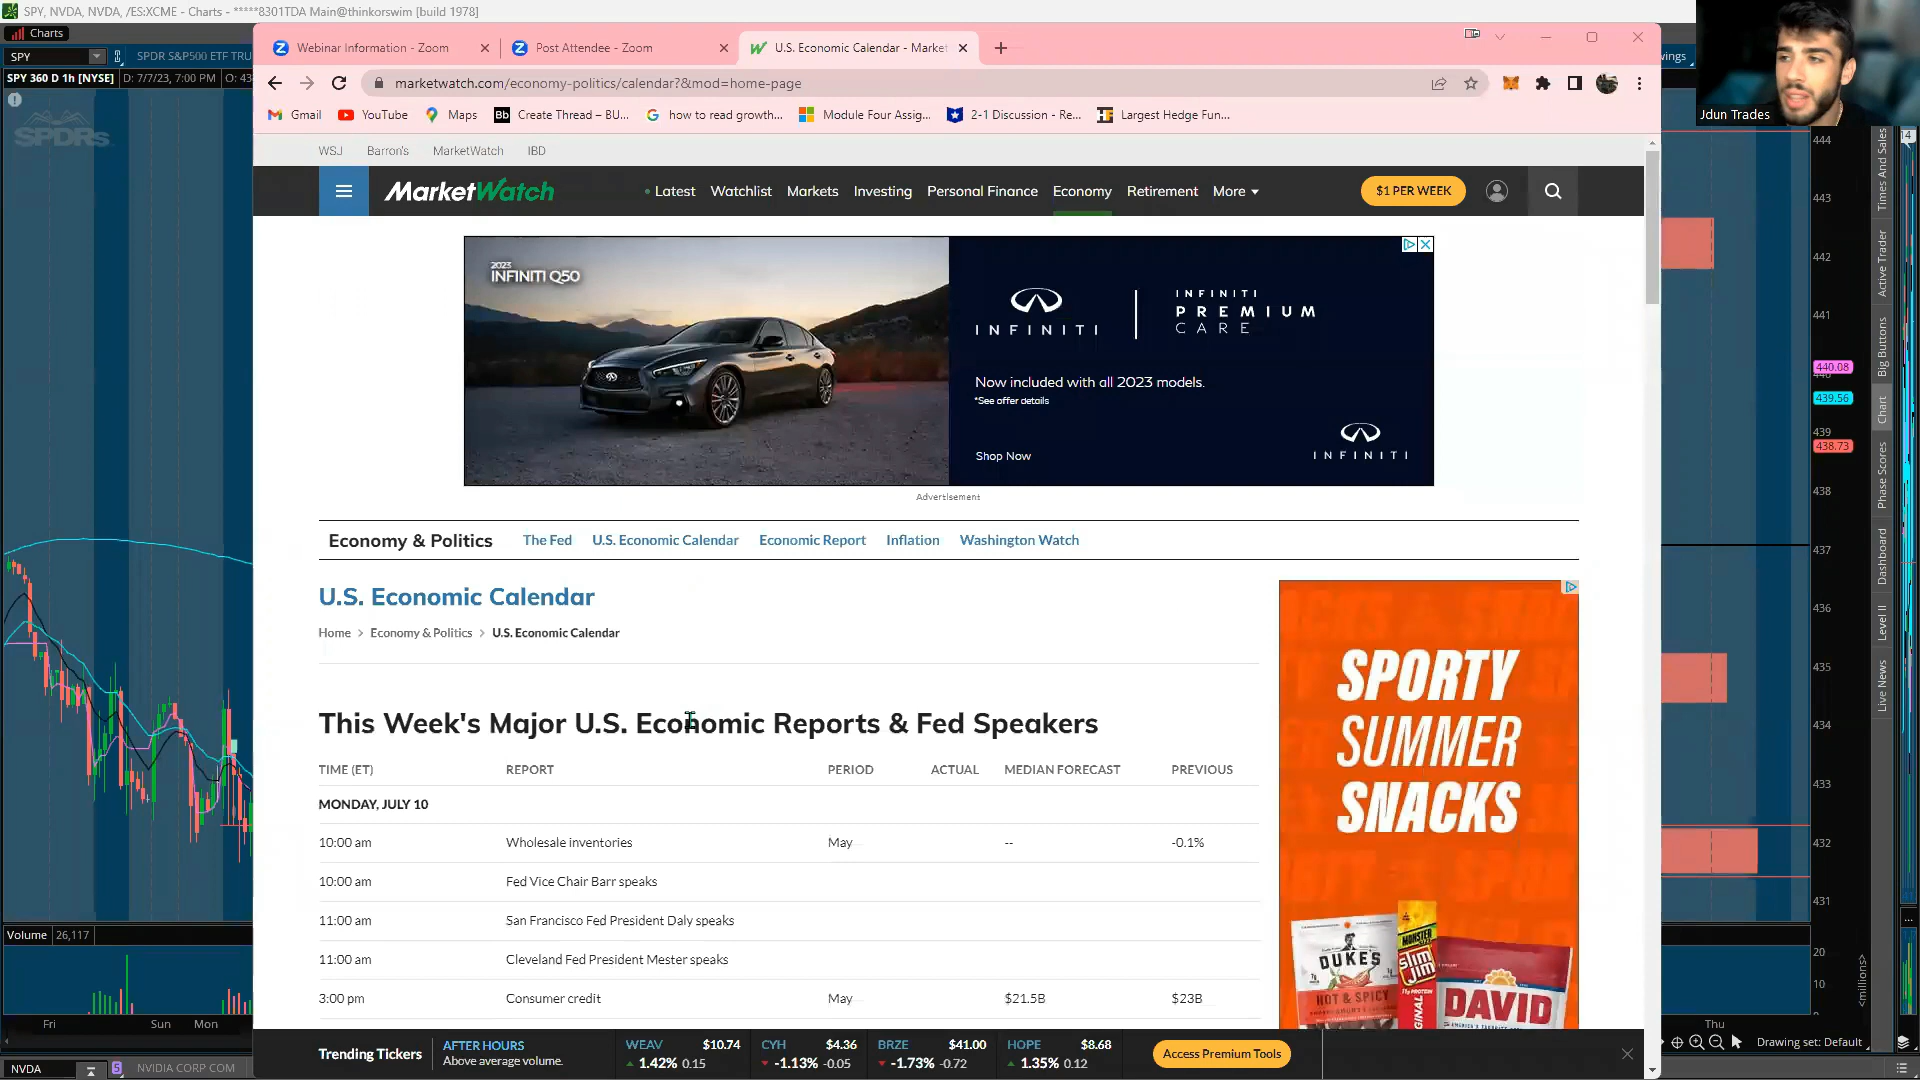 SPY, NVDA, NVDA, /ES:XCME - Charts - *****8301TDA Main@thinkorswim [build 1978]
Charts
SPY
SPDR S&P500 ETF TRU
SPY 360 D 1h [NYSE]
D: 7/7/23, 7:00 PM
O: 43
SPDRs
Webinar Information - Zoom
Post Attendee - Zoom
U.S. Economic Calendar - Market
marketwatch.com/economy-politics/calendar?&mod=home-page
Gmail
YouTube
Maps
Bb Create Thread – BU...
how to read growth...
Module Four Assig...
2-1 Discussion - Re...
Largest Hedge Fun...
Jdun Trades
WSJ
Barron's
MarketWatch
IBD
MarketWatch
Latest
Watchlist
Markets
Investing
Personal Finance
Economy
Retirement
More
$1 PER WEEK
2023
INFINITI Q50
INFINITI
INFINITI
PREMIUM
CARE
Now included with all 2023 models.
*See offer details
Shop Now
INFINITI
Advertisement
Economy & Politics
The Fed
U.S. Economic Calendar
Economic Report
Inflation
Washington Watch
U.S. Economic Calendar
Home > Economy & Politics > U.S. Economic Calendar
This Week's Major U.S. Economic Reports & Fed Speakers
TIME (ET) REPORT PERIOD ACTUAL MEDIAN FORECAST PREVIOUS
MONDAY, JULY 10
10:00 am Wholesale inventories May -- -0.1%
10:00 am Fed Vice Chair Barr speaks
11:00 am San Francisco Fed President Daly speaks
11:00 am Cleveland Fed President Mester speaks
3:00 pm Consumer credit May $21.5B $23B
SPORTY
SUMMER
SNACKS
DUKE'S
HOT & SPICY
MONSTER
SLIM JIM
ORIGINAL
DAVID
Trending Tickers
AFTER HOURS
Above average volume.
WEAV $10.74
1.42% 0.15
CYH $4.36
-1.13% -0.05
BRZE $41.00
-1.73% -0.72
HOPE $8.68
1.35% 0.12
Access Premium Tools
Volume 26,117
Fri
Sun
Mon
NVDA
5
NVIDIA CORP COM
wings
14
444
443
442
441
440.08
439.56
439
438.73
438
437
436
435
434
433
432
431
20
10
<millions>
Thu
Drawing set: Default
Times And Sales
Active Trader
Big Buttons
Chart
Phase Scores
Dashboard
Level II
Live News